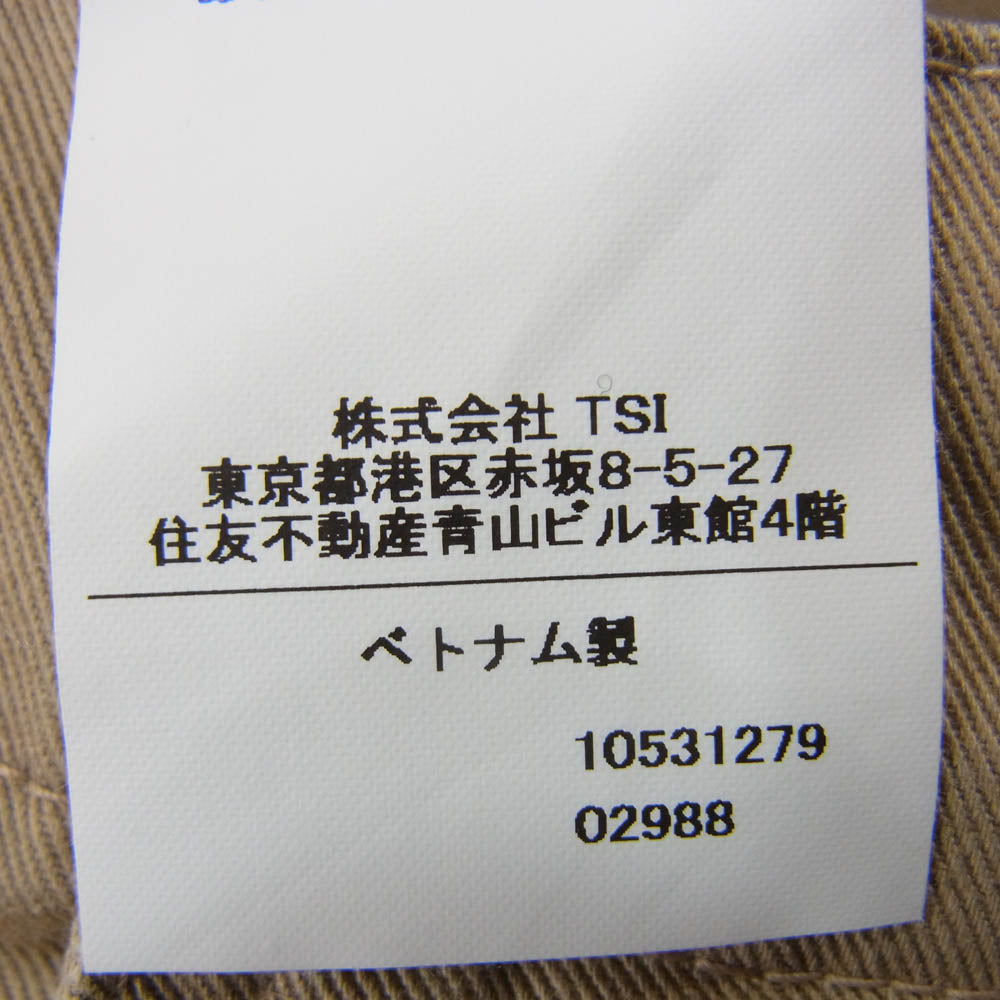 株式会社 TSI
東京都港区赤坂8-5-27
住友不動産青山ビル東館4階
ベトナム製
10531279
02988